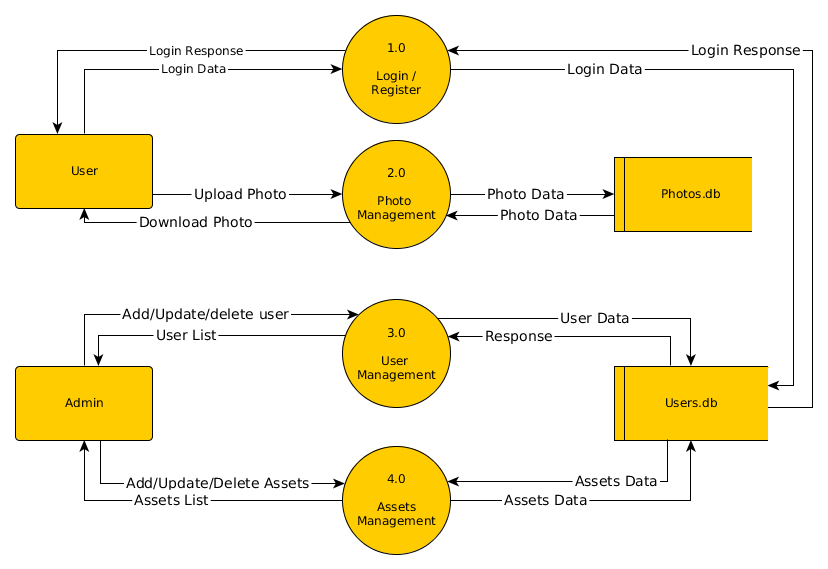 1.0
Login Response
Login Response
Login Data
Login /
Register
Login Data
User
2.0
Upload Photo
Photo
Management
Photo Data
Photos.db
Download Photo
Photo Data
Add/Update/delete user
User Data
User List
3.0
Response
User
Management
Admin
Users.db
4.0
Add/Update/Delete Assets
Assets Data
Assets List
Assets
Management
Assets Data